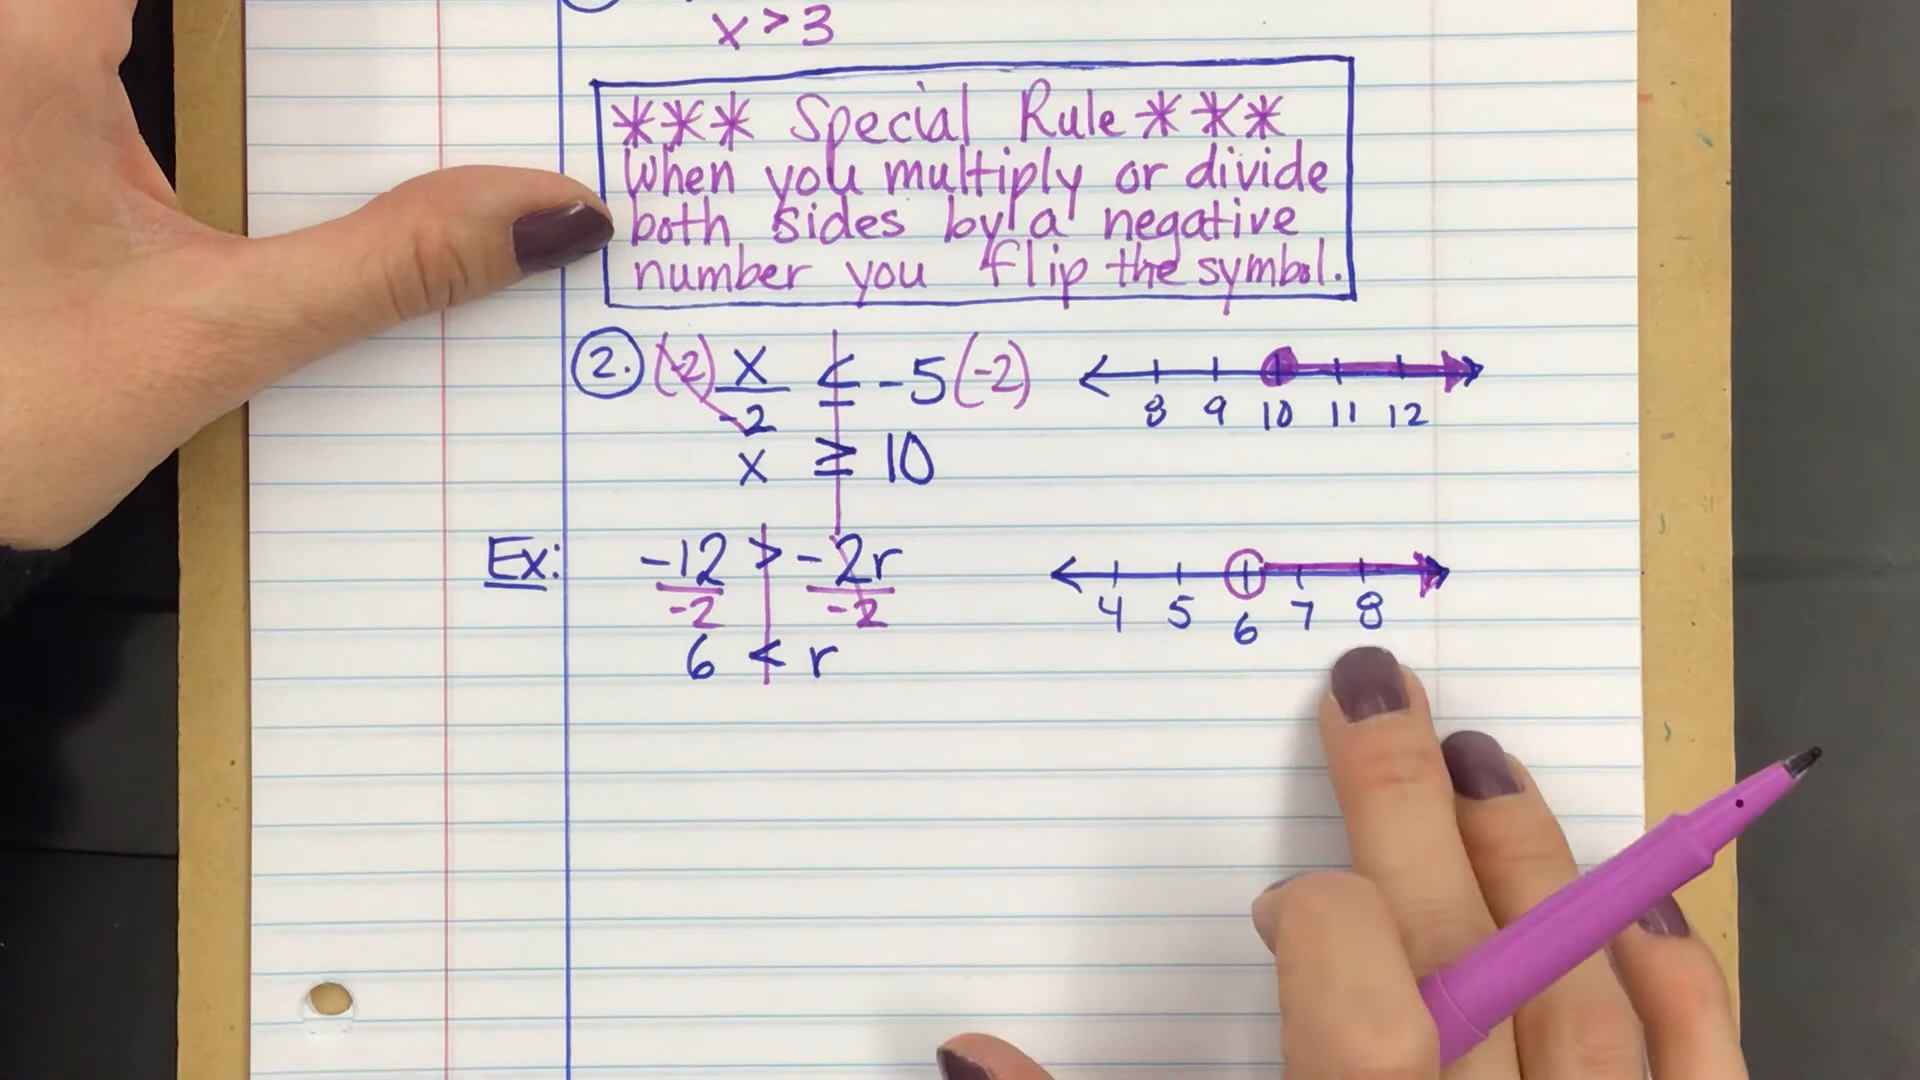 x > 3
*** Special Rule ***
When you multiply or divide
both sides by a negative
number you flip the symbol.
2. (-2) x/-2 ≤ -5 (-2)
x ≥ 10
8 9 10 11 12
Ex: -12 > -2r
-2 -2
6 < r
4 5 6 7 8